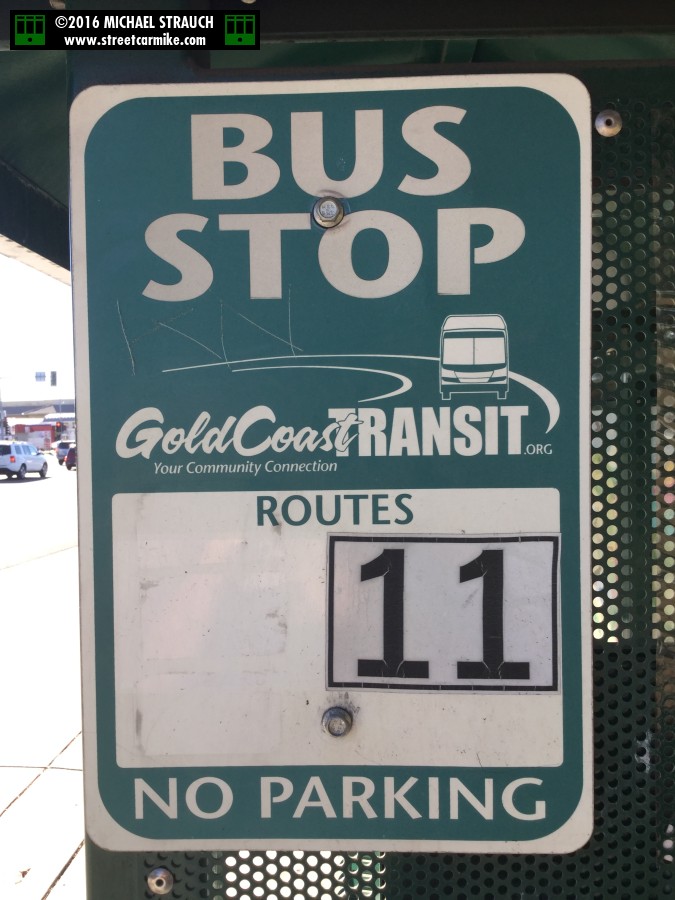 ©2016 MICHAEL STRAUCH
www.streetcarmike.com
BUS
STOP
GoldCoastTRANSIT.ORG
Your Community Connection
ROUTES
11
NO PARKING